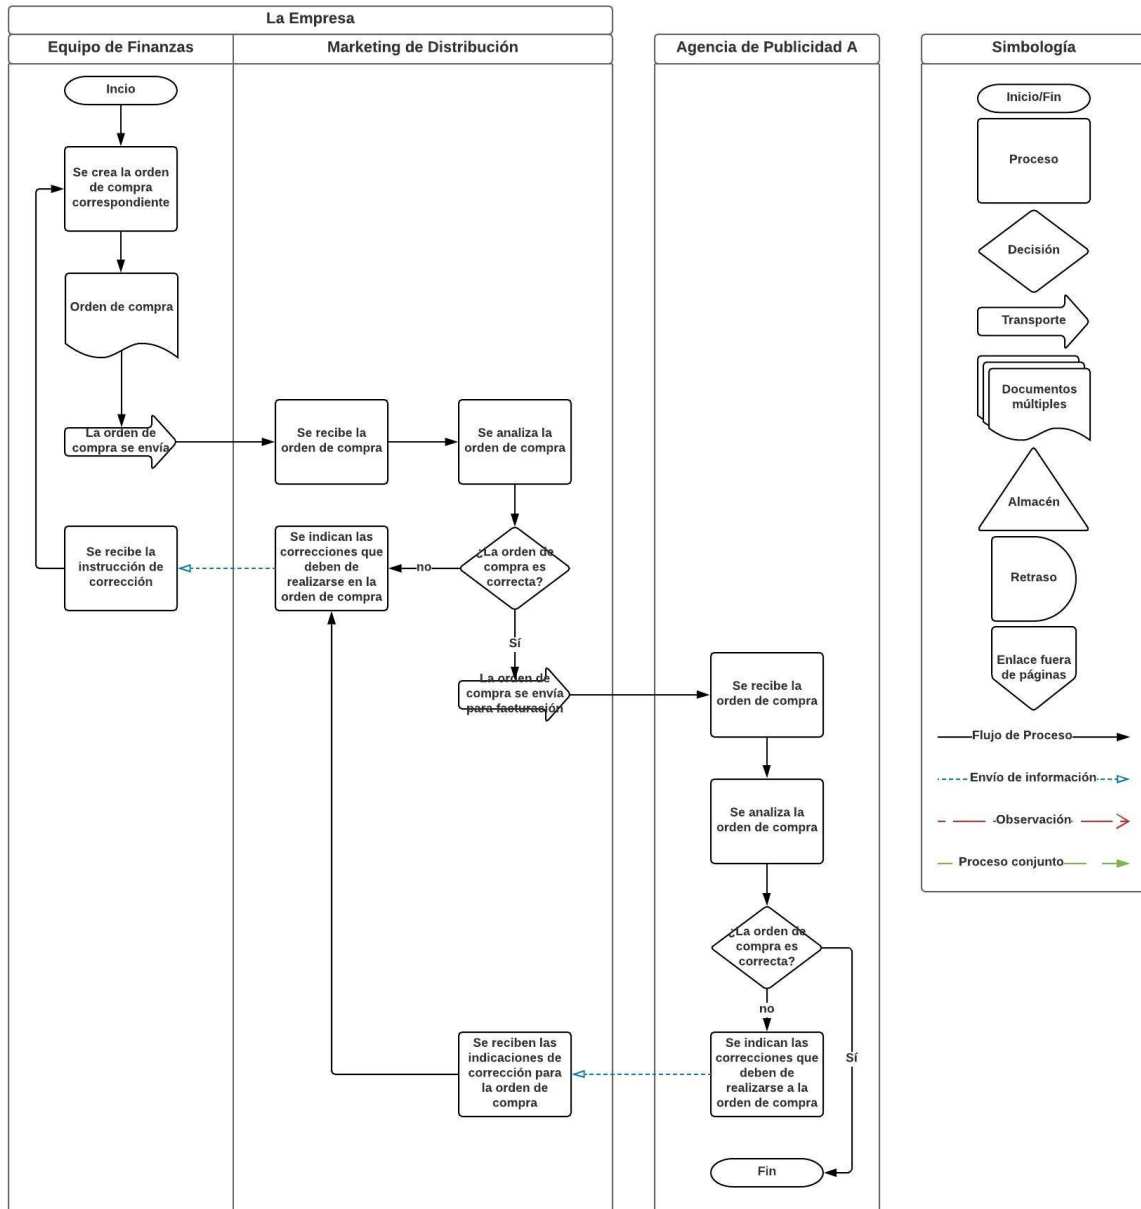 La Empresa
Equipo de Finanzas
Marketing de Distribución
Agencia de Publicidad A
Simbología
Incio
Se crea la orden
de compra
correspondiente
Orden de compra
La orden de
compra se envía
Se recibe la
orden de compra
Se analiza la
orden de compra
¿La orden de
compra es
correcta?
no
Se indican las
correcciones que
deben de
realizarse en la
orden de compra
Se recibe la
instrucción de
corrección
Sí
La orden de
compra se envía
para facturación
Se recibe la
orden de compra
Se analiza la
orden de compra
¿La orden de
compra es
correcta?
no
Sí
Se indican las
correcciones que
deben de
realizarse a la
orden de compra
Se reciben las
indicaciones de
corrección para
la orden de
compra
Fin
Inicio/Fin
Proceso
Decisión
Transporte
Documentos
múltiples
Almacén
Retraso
Enlace fuera
de páginas
Flujo de Proceso
Envío de información
Observación
Proceso conjunto